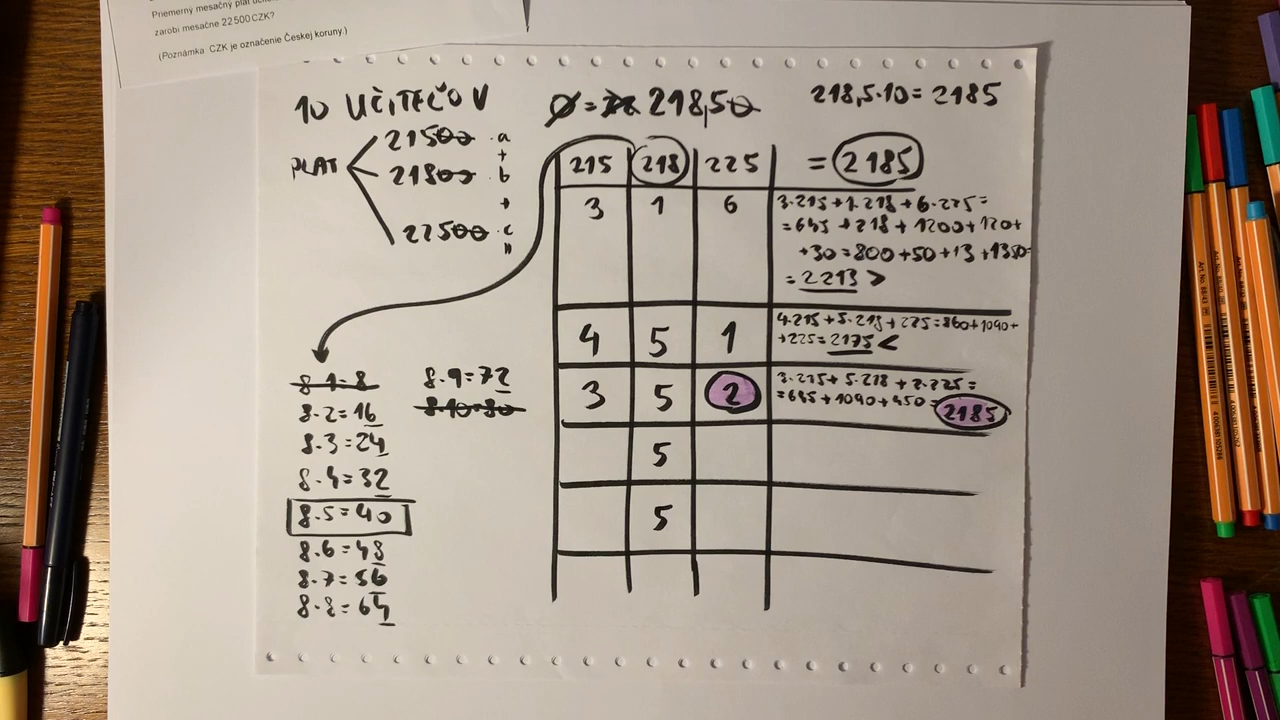 Priemerný mesačný plat
zarobí mesačne 22 500 CZK?
(Poznámka CZK je označenie Českej koruny.)
10 UČITEĽOV
Ø = 218,50
218,5·10 = 2185
PLAT
21500 a
+
21800 b
+
22500 c
"
215 218 225 = 2185
3 1 6
3·215+1·218+6·225=
=645+218+1200+120+
+30=800+50+13+1350=
=2213 >
4 5 1
4·215+5·218+225=860+1090+
+225=2175 <
3 5 2
3·215+5·218+2·225=
=645+1090+450=2185
5
5
8·1=8
8·2=16
8·3=24
8·4=32
8·5=40
8·6=48
8·7=56
8·8=64
8·9=72
8·10=80